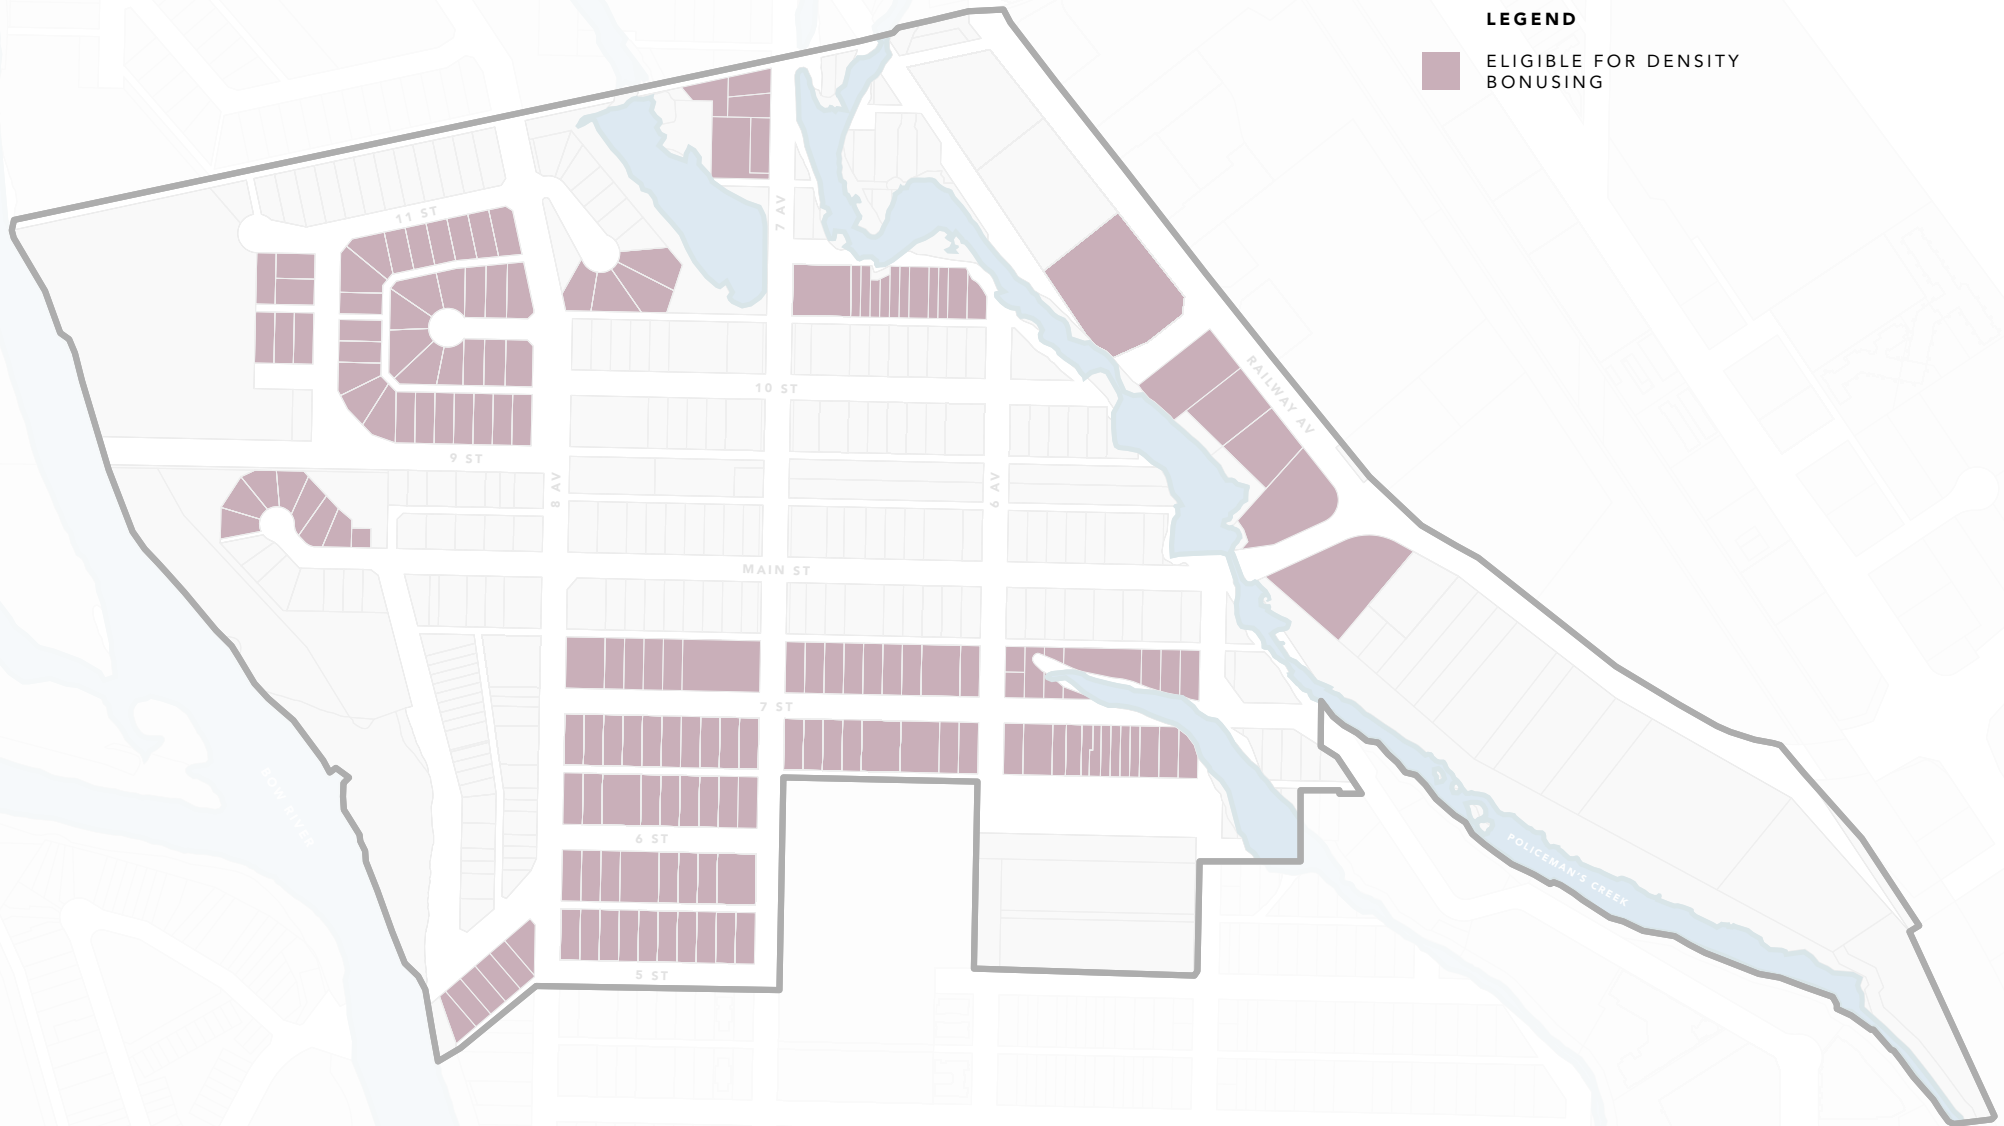 LEGEND
ELIGIBLE FOR DENSITY
BONUSING
11 ST
7 AV
10 ST
RAILWAY AV
9 ST
8 AV
6 AV
MAIN ST
7 ST
BOW RIVER
6 ST
POLICEMAN'S CREEK
5 ST